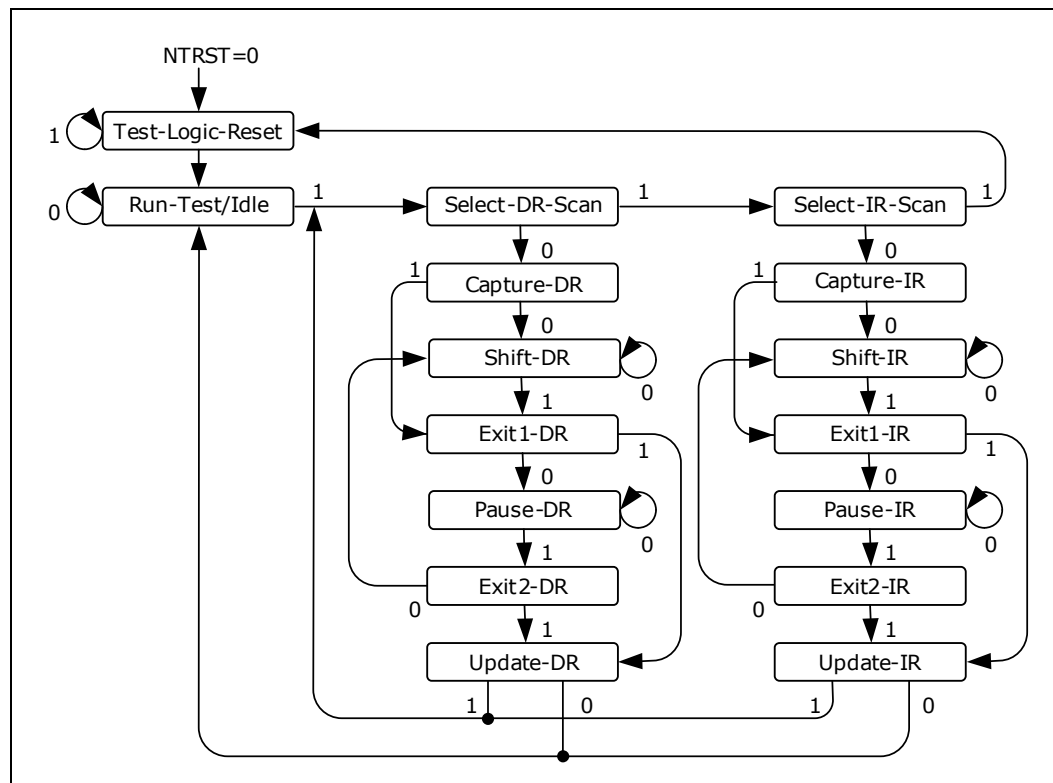 NTRST=0
1 Test-Logic-Reset
0 Run-Test/Idle 1 Select-DR-Scan 1 Select-IR-Scan 1
0 0
1 Capture-DR 1 Capture-IR
0 0
Shift-DR 0 Shift-IR 0
1 1
Exit1-DR 1 Exit1-IR 1
0 0
Pause-DR 0 Pause-IR 0
1 1
0 Exit2-DR 0 Exit2-IR
1 1
Update-DR Update-IR
1 0 1 0